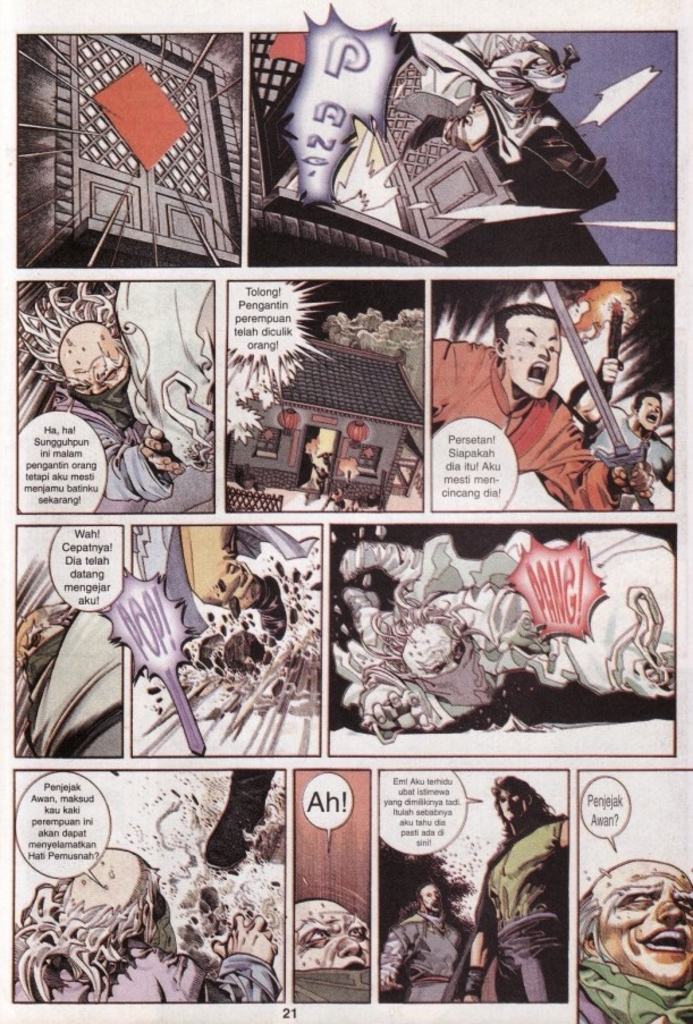 PRAP
Ha, ha!
Sungguhpun
ini malam
pengantin orang
tetapi aku mesti
menjamu batinku
sekarang!
Tolong!
Pengantin
perempuan
telah diculik
orang!
Persetan!
Siapakah
dia itu! Aku
mesti men-
cincang dia!
Wah!
Cepatnya!
Dia telah
datang
mengejar
aku!
POP!
BANG!
Penjejak
Awan, maksud
kau kaki
perempuan ini
akan dapat
menyelamatkan
Hati Pemusnah?
Ah!
Em! Aku terhidu
ubat istimewa
yang dimilikinya tadi.
Itulah sebabnya
aku tahu dia
pasti ada di
sini!
Penjejak
Awan?
21